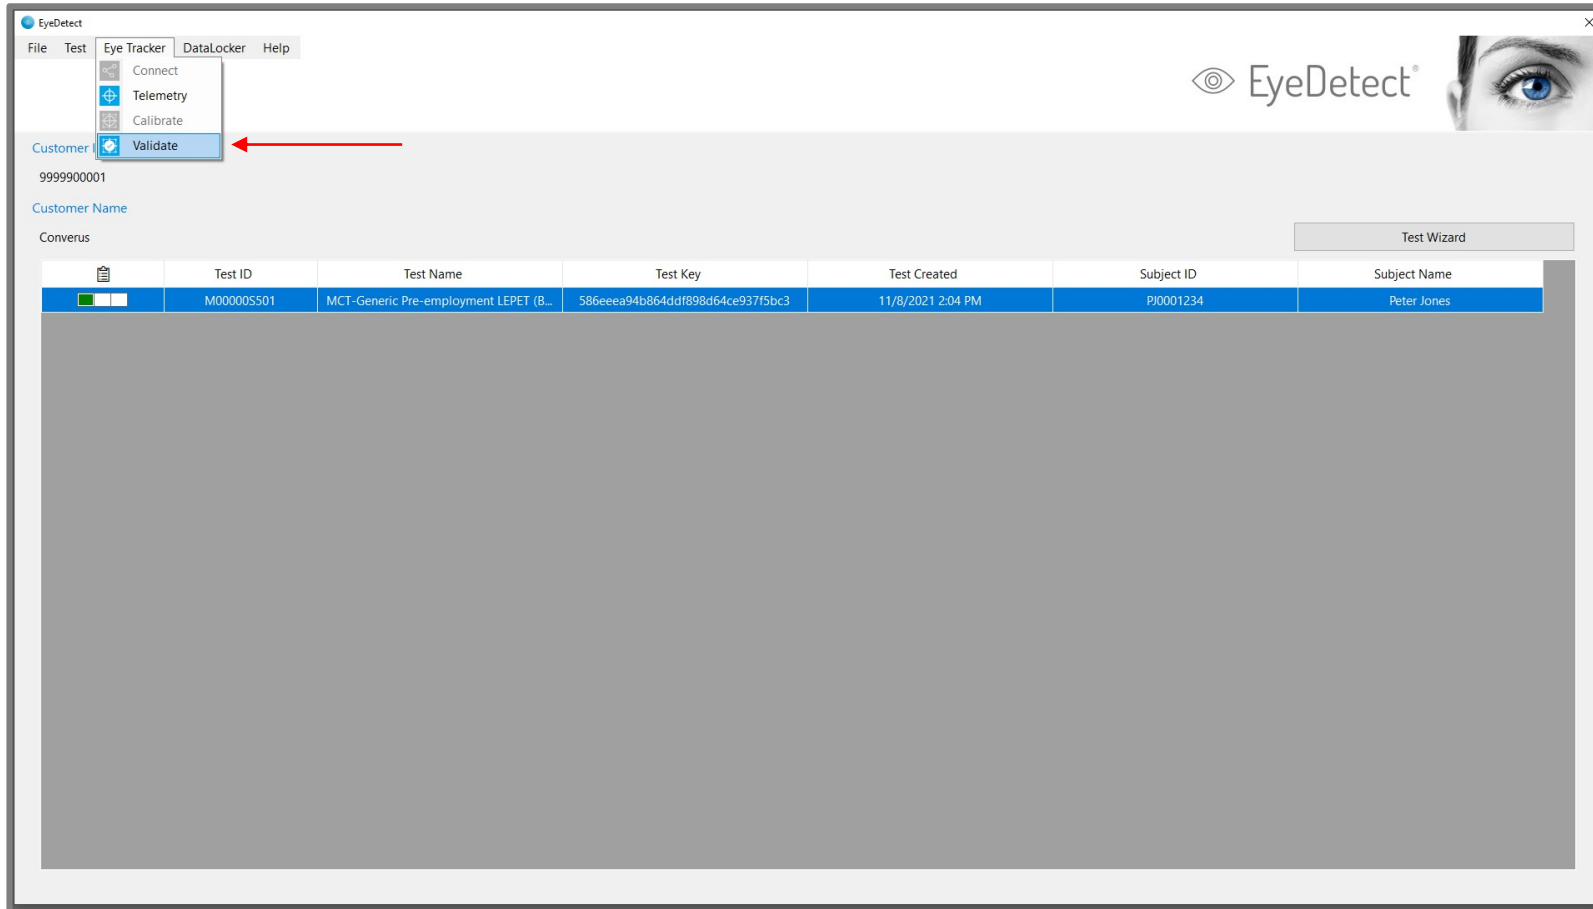 EyeDetect
File Test Eye Tracker DataLocker Help
Connect
Telemetry
Calibrate
Validate
EyeDetect®
Customer I
9999900001
Customer Name
Converus
Test Wizard
Test ID Test Name Test Key Test Created Subject ID Subject Name
M00000S501 MCT-Generic Pre-employment LEPET (B... 586eeea94b864ddf898d64ce937f5bc3 11/8/2021 2:04 PM PJ0001234 Peter Jones